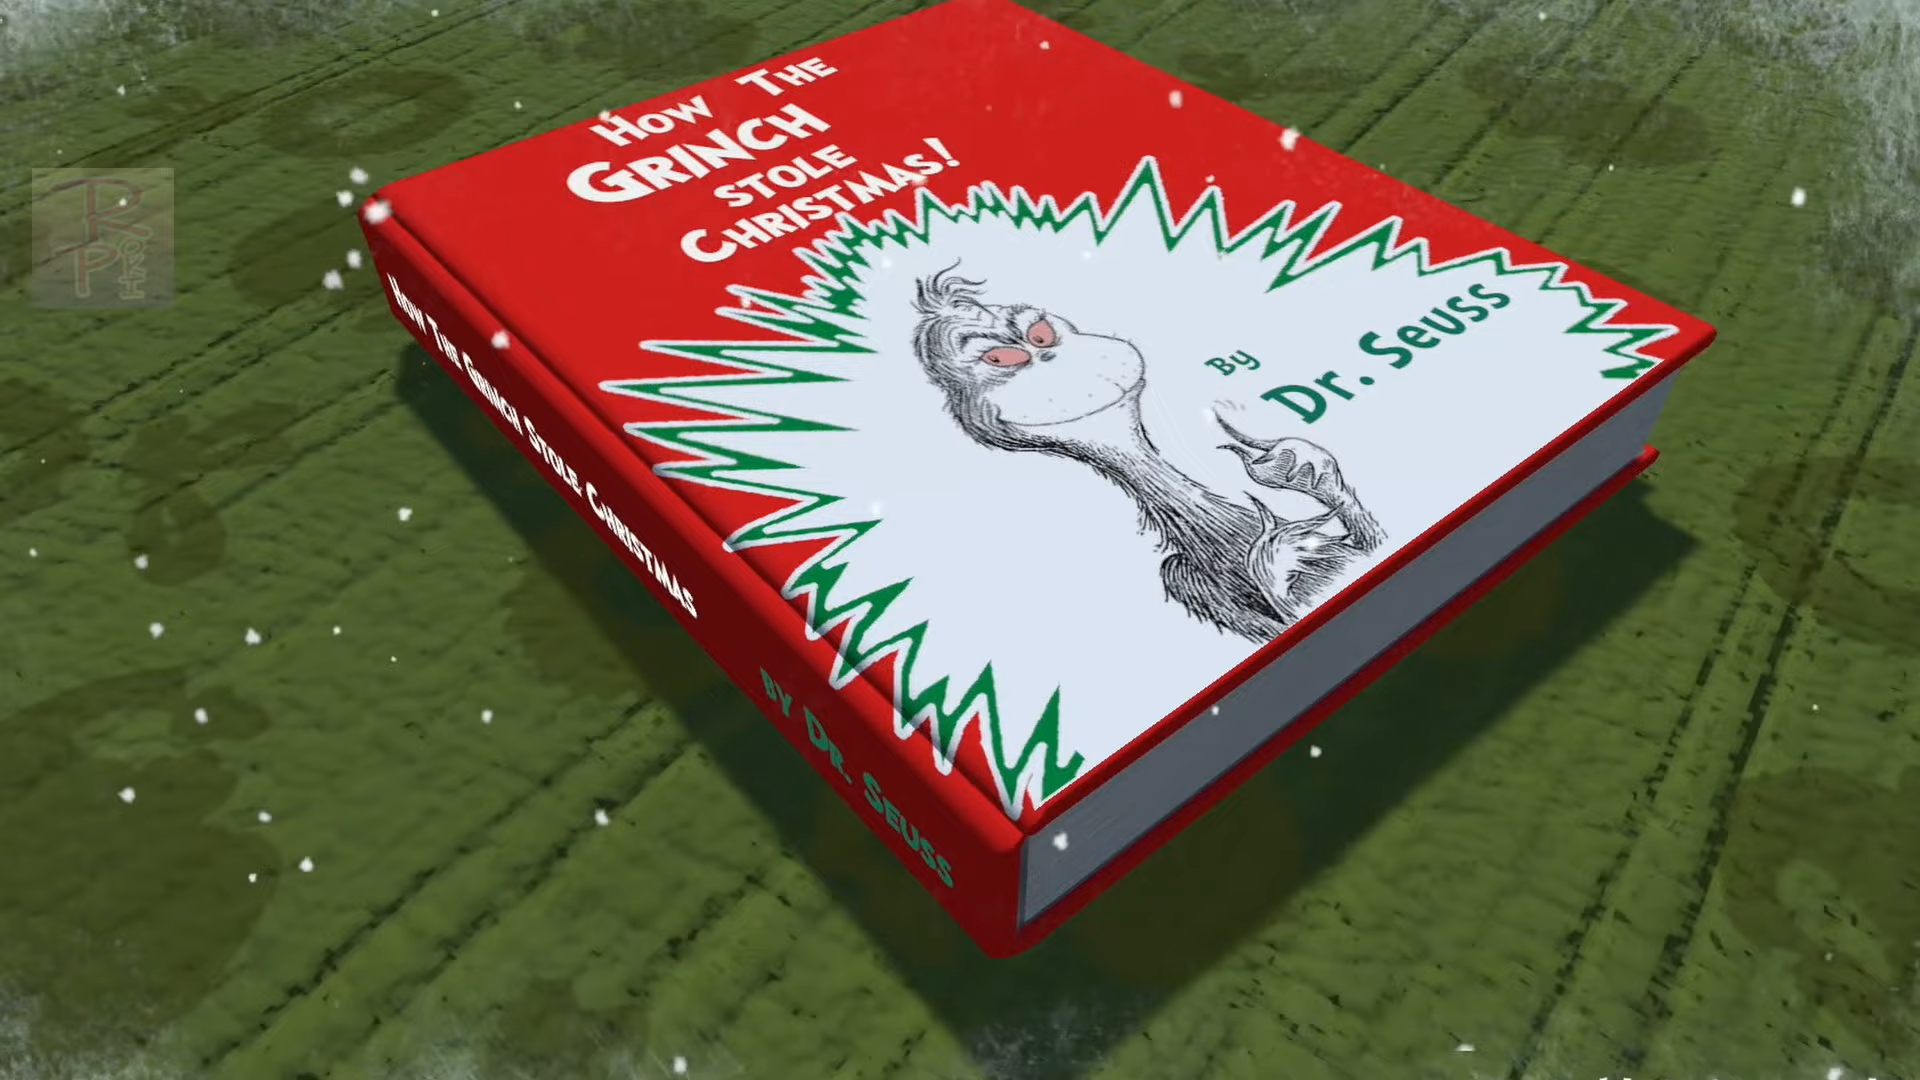 R
P
How The
Grinch
stole
Christmas!
By
Dr. Seuss
How The Grinch Stole Christmas
by Dr. Seuss